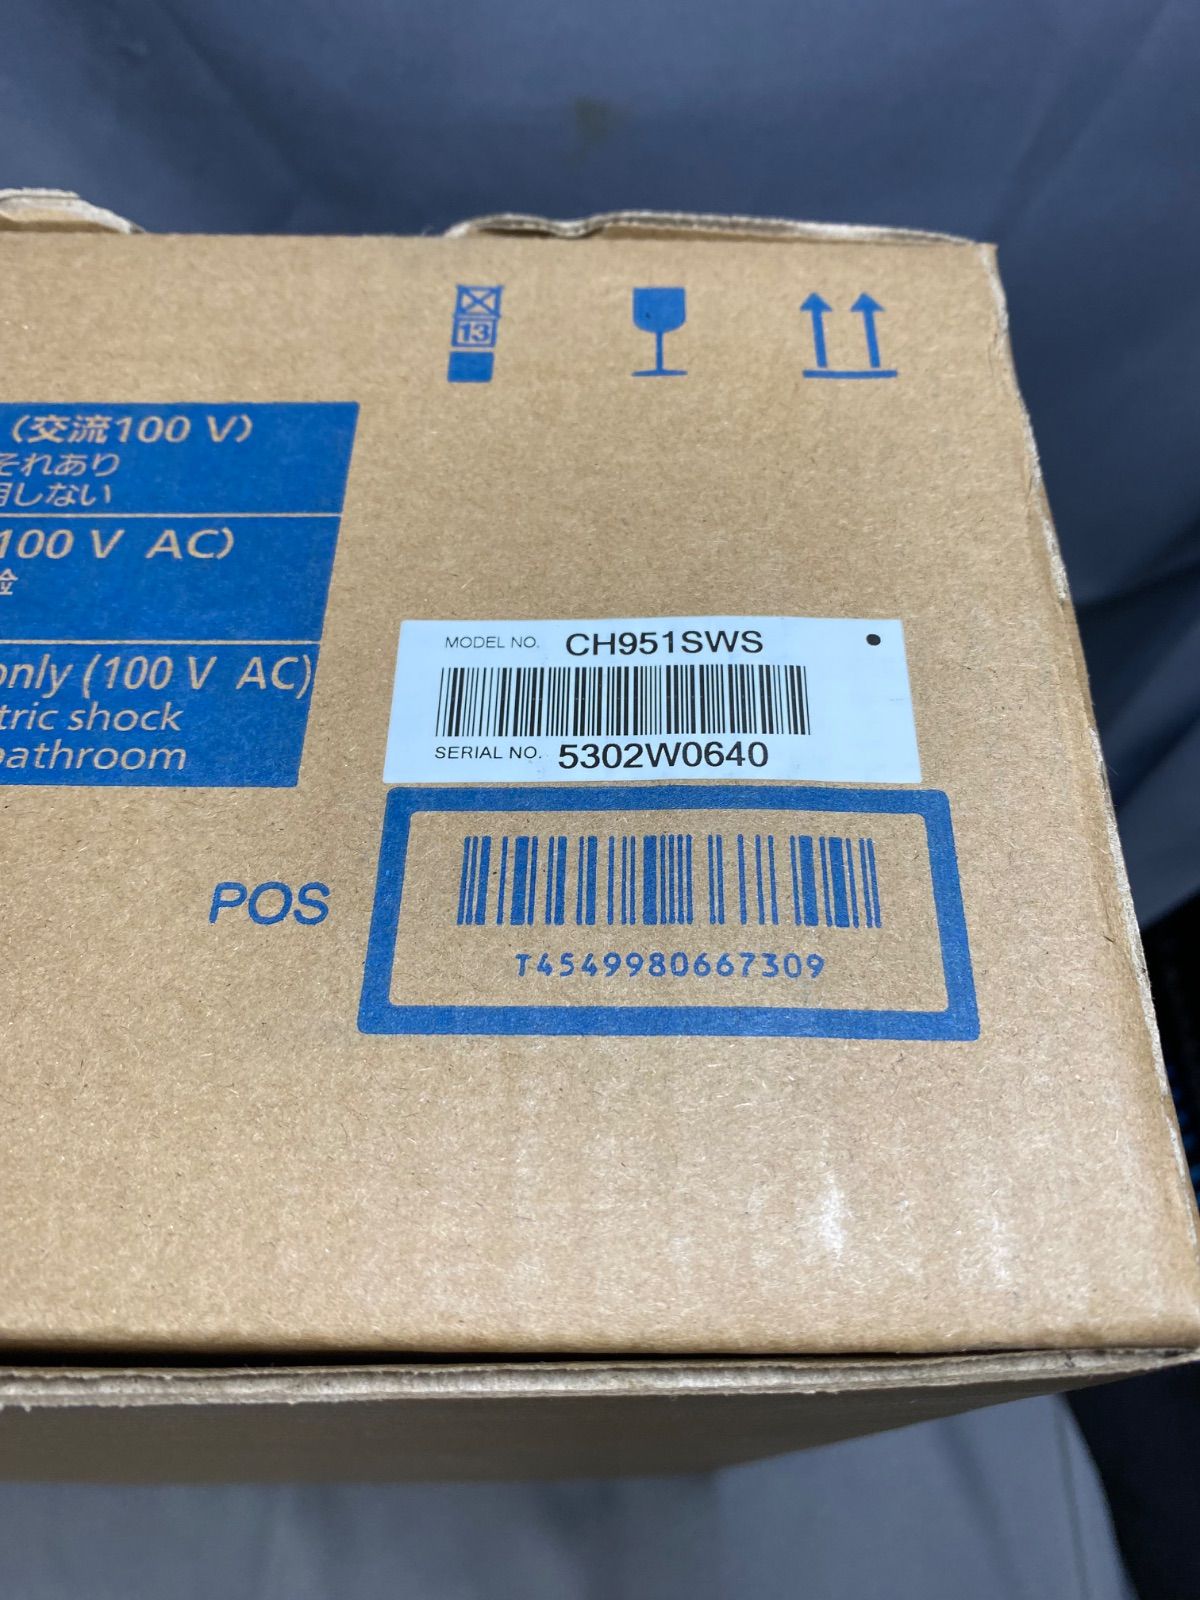 13
(交流100 V)
それあり
用しない
100 V AC)
险
only (100 V AC)
tric shock
bathroom
MODEL NO. CH951SWS
SERIAL NO. 5302W0640
POS
T4549980667309